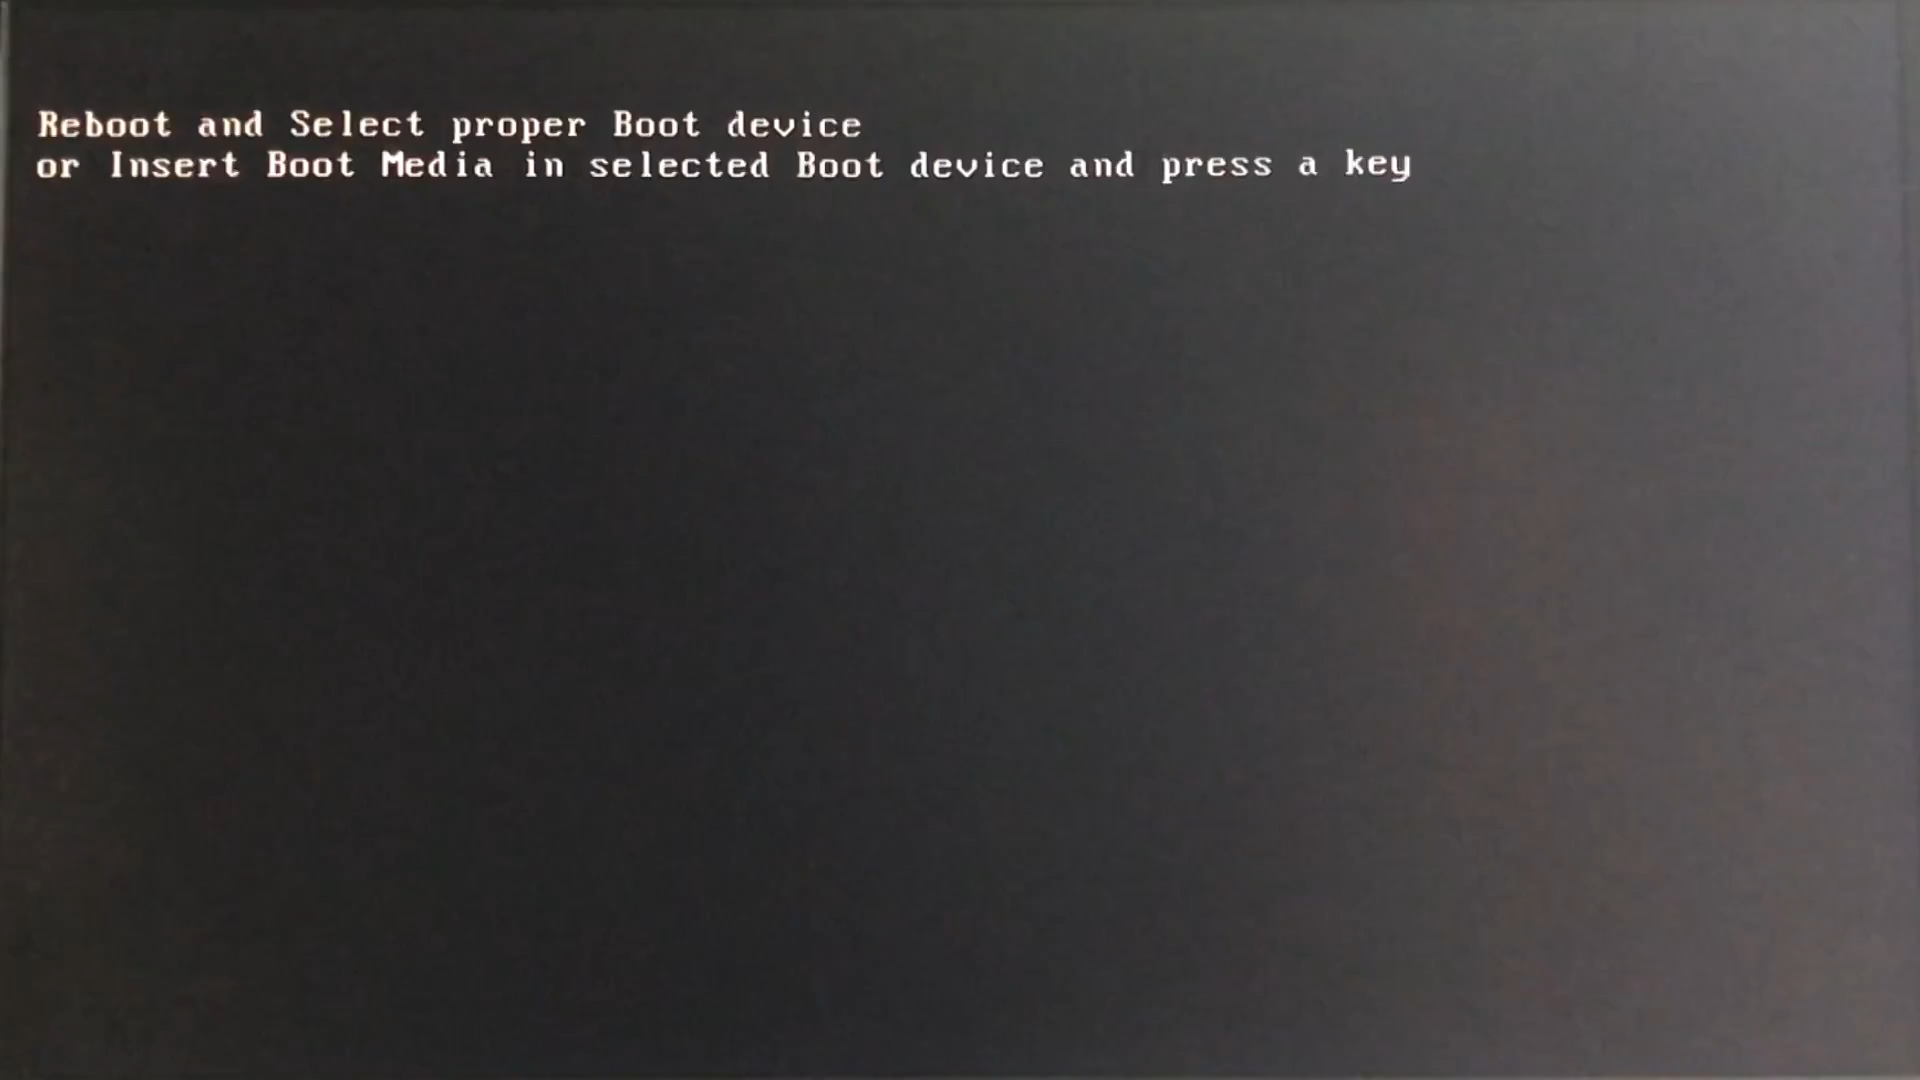 Reboot and Select proper Boot device
or Insert Boot Media in selected Boot device and press a key